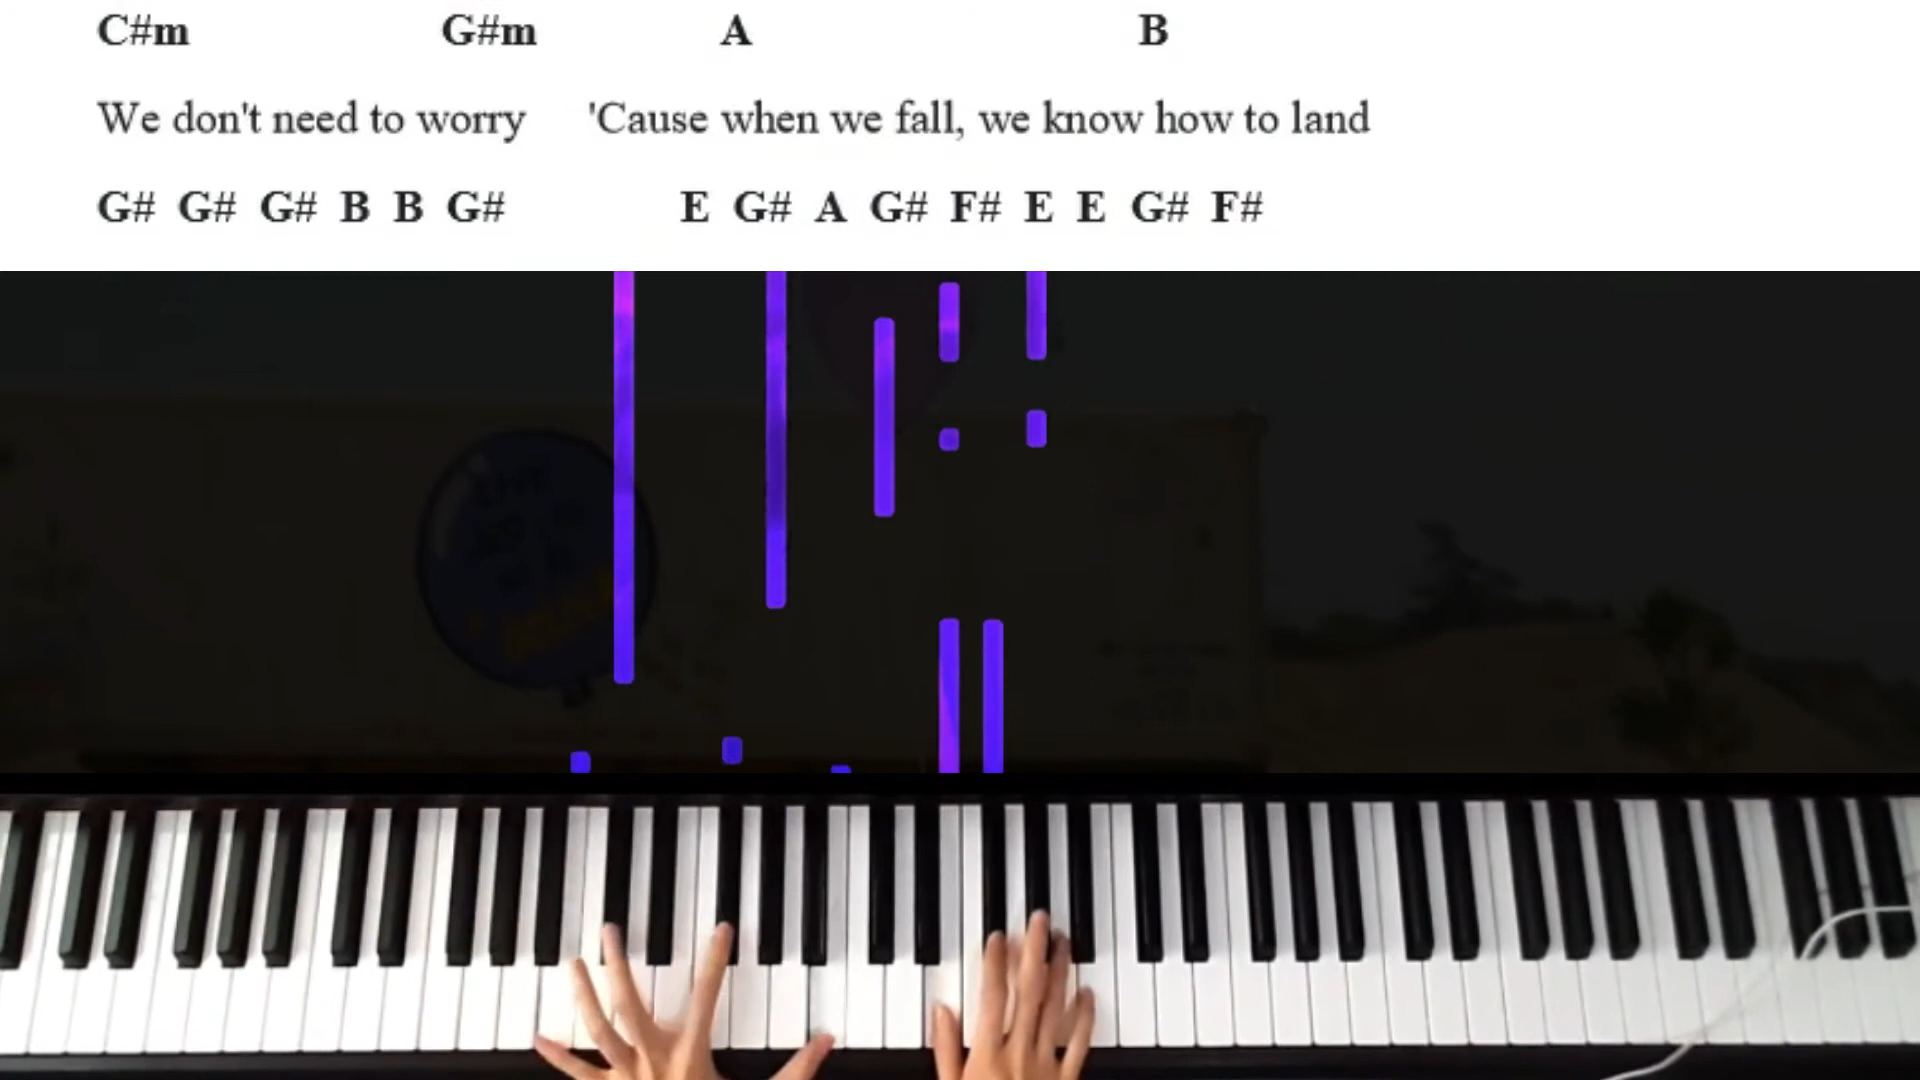 C#m G#m A B
We don't need to worry 'Cause when we fall, we know how to land
G# G# G# B B G# E G# A G# F# E E G# F#